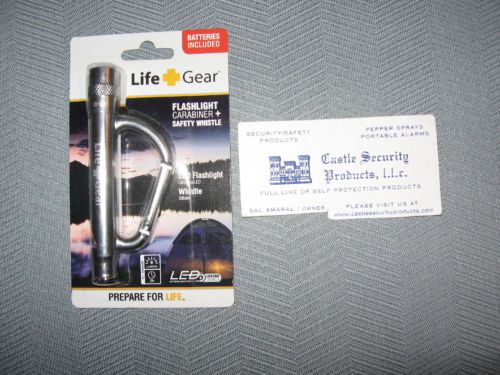 BATTERIES
INCLUDED
Life Gear
FLASHLIGHT
CARABINER +
SAFETY WHISTLE
LED Flashlight
Whistle
LED
PREPARE FOR LIFE.
SECURITY/SAFETY
PRODUCTS
PEPPER SPRAYS
PORTABLE ALARMS
Castle Security
Products, l.l.c.
FULL LINE OF SELF PROTECTION PRODUCTS
SAL AMARAL / OWNER
PLEASE VISIT US AT
www.castlesecurityproducts.com